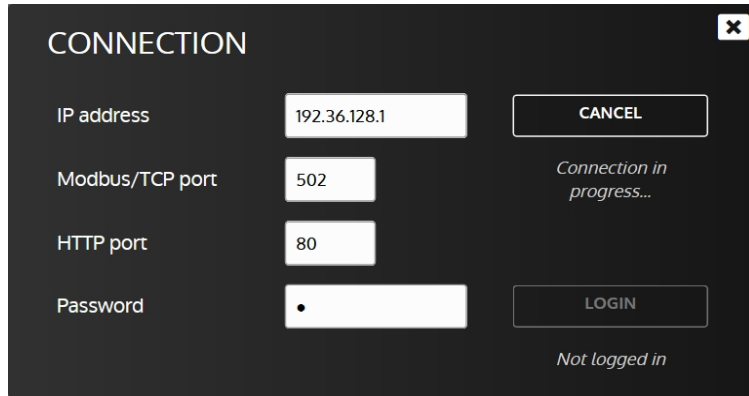 CONNECTION
IP address 192.36.128.1 CANCEL
Modbus/TCP port 502 Connection in
progress...
HTTP port 80
Password • LOGIN
Not logged in